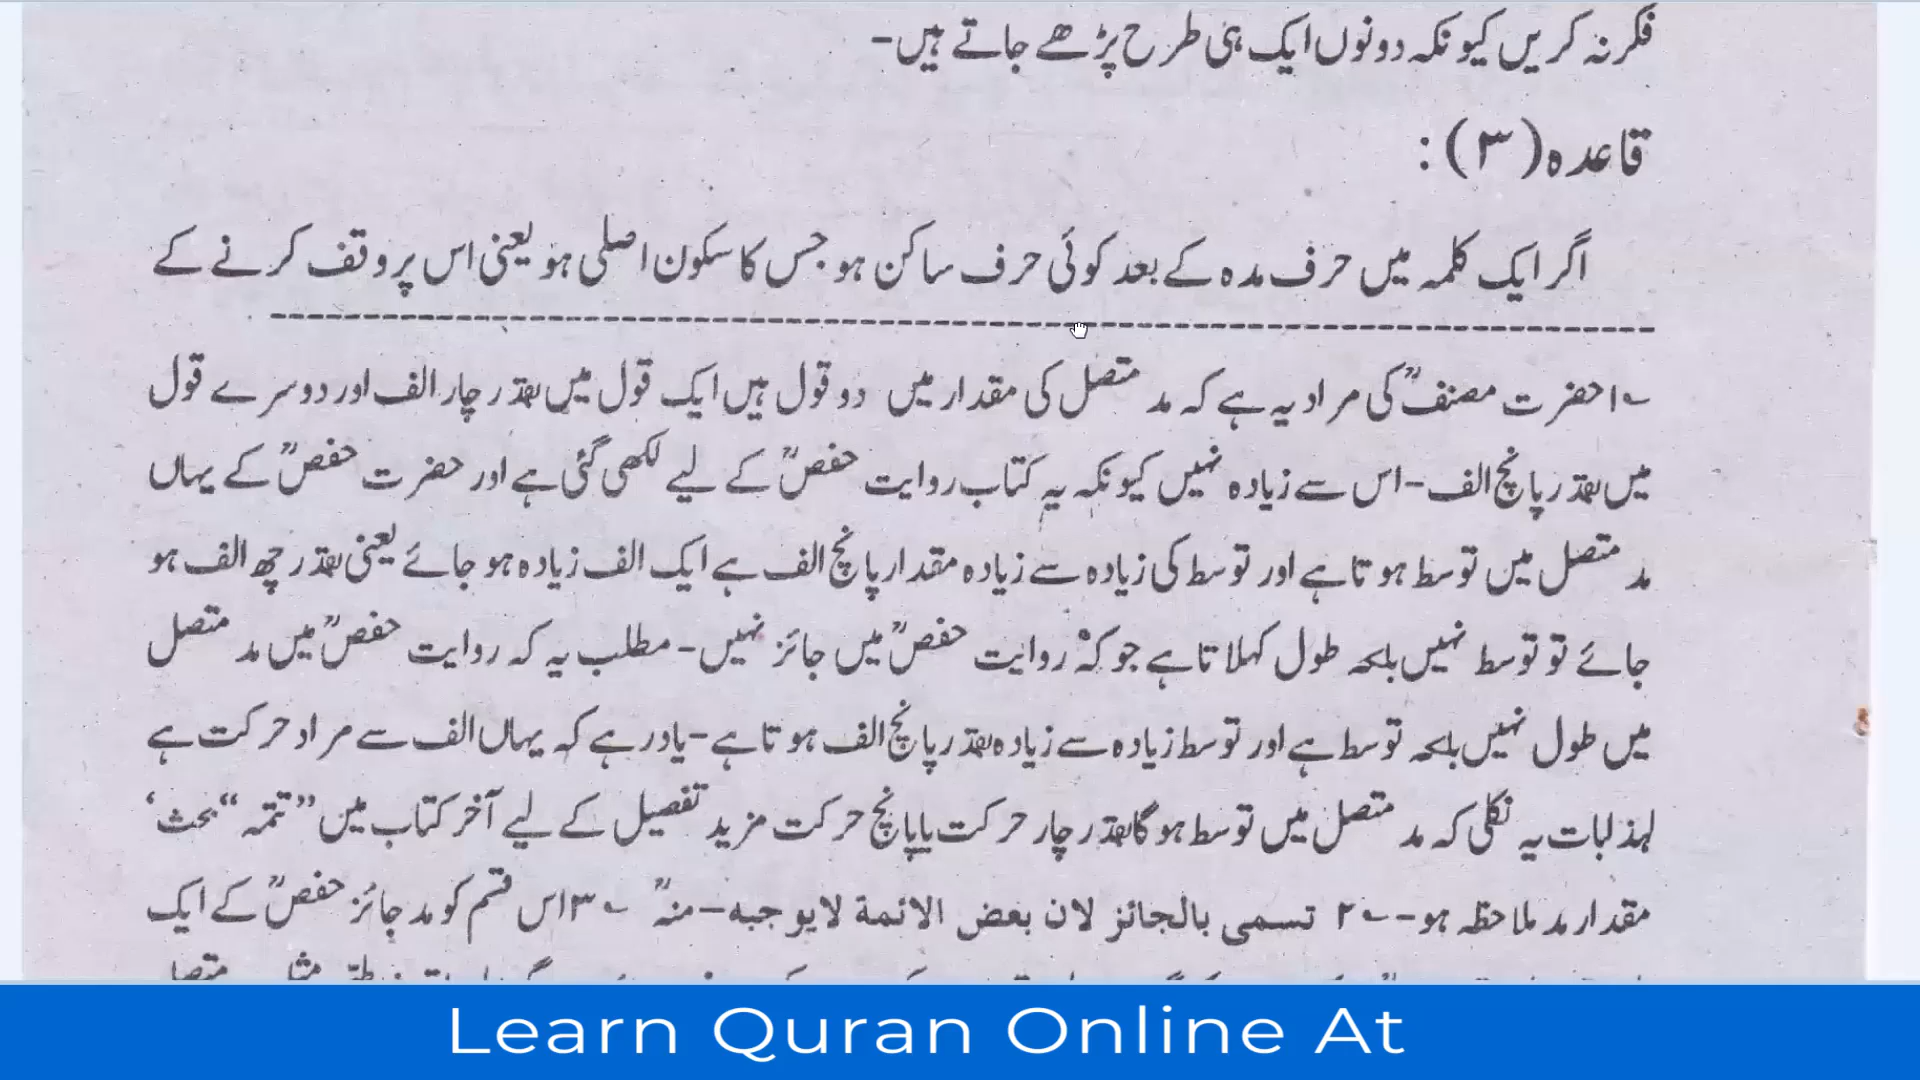 فکر نہ کریں کیونکہ دونوں ایک ہی طرح پڑھے جاتے ہیں-
قاعدہ (۳) :
اگر ایک کلمہ میں حرف مدہ کے بعد کوئی حرف ساکن ہو جس کا سکون اصلی ہو یعنی اس پر وقف کرنے کے
؂۱ حضرت مصنفؒ کی مراد یہ ہے کہ مد متصل کی مقدار میں دو قول ہیں ایک قول میں بقدر چار الف اور دوسرے قول
میں بقدر پانچ الف- اس سے زیادہ نہیں کیونکہ یہ کتاب روایت حفصؒ کے لیے لکھی گئی ہے اور حضرت حفصؒ کے یہاں
مد متصل میں توسط ہوتا ہے اور توسط کی زیادہ سے زیادہ مقدار پانچ الف ہے ایک الف زیادہ ہو جائے یعنی بقدر چھ الف ہو
جائے تو توسط نہیں بلکہ طول کہلاتا ہے جو کہ روایت حفصؒ میں جائز نہیں- مطلب یہ کہ روایت حفصؒ میں مد متصل
میں طول نہیں بلکہ توسط ہے اور توسط زیادہ سے زیادہ بقدر پانچ الف ہوتا ہے- یاد رہے کہ یہاں الف سے مراد حرکت ہے
لہذا بات یہ نکلی کہ مد متصل میں توسط ہوگا بقدر چار حرکت یا پانچ حرکت مزید تفصیل کے لیے آخر کتاب میں ”تتمہ“ بحث‘
مقدار مد ملاحظہ ہو- ؂۲ تسمی بالجائز لان بعض الائمة لایوجبه- منہؒ ؂۳ اس قسم کو مد جائز حفصؒ کے ایک
Learn Quran Online At